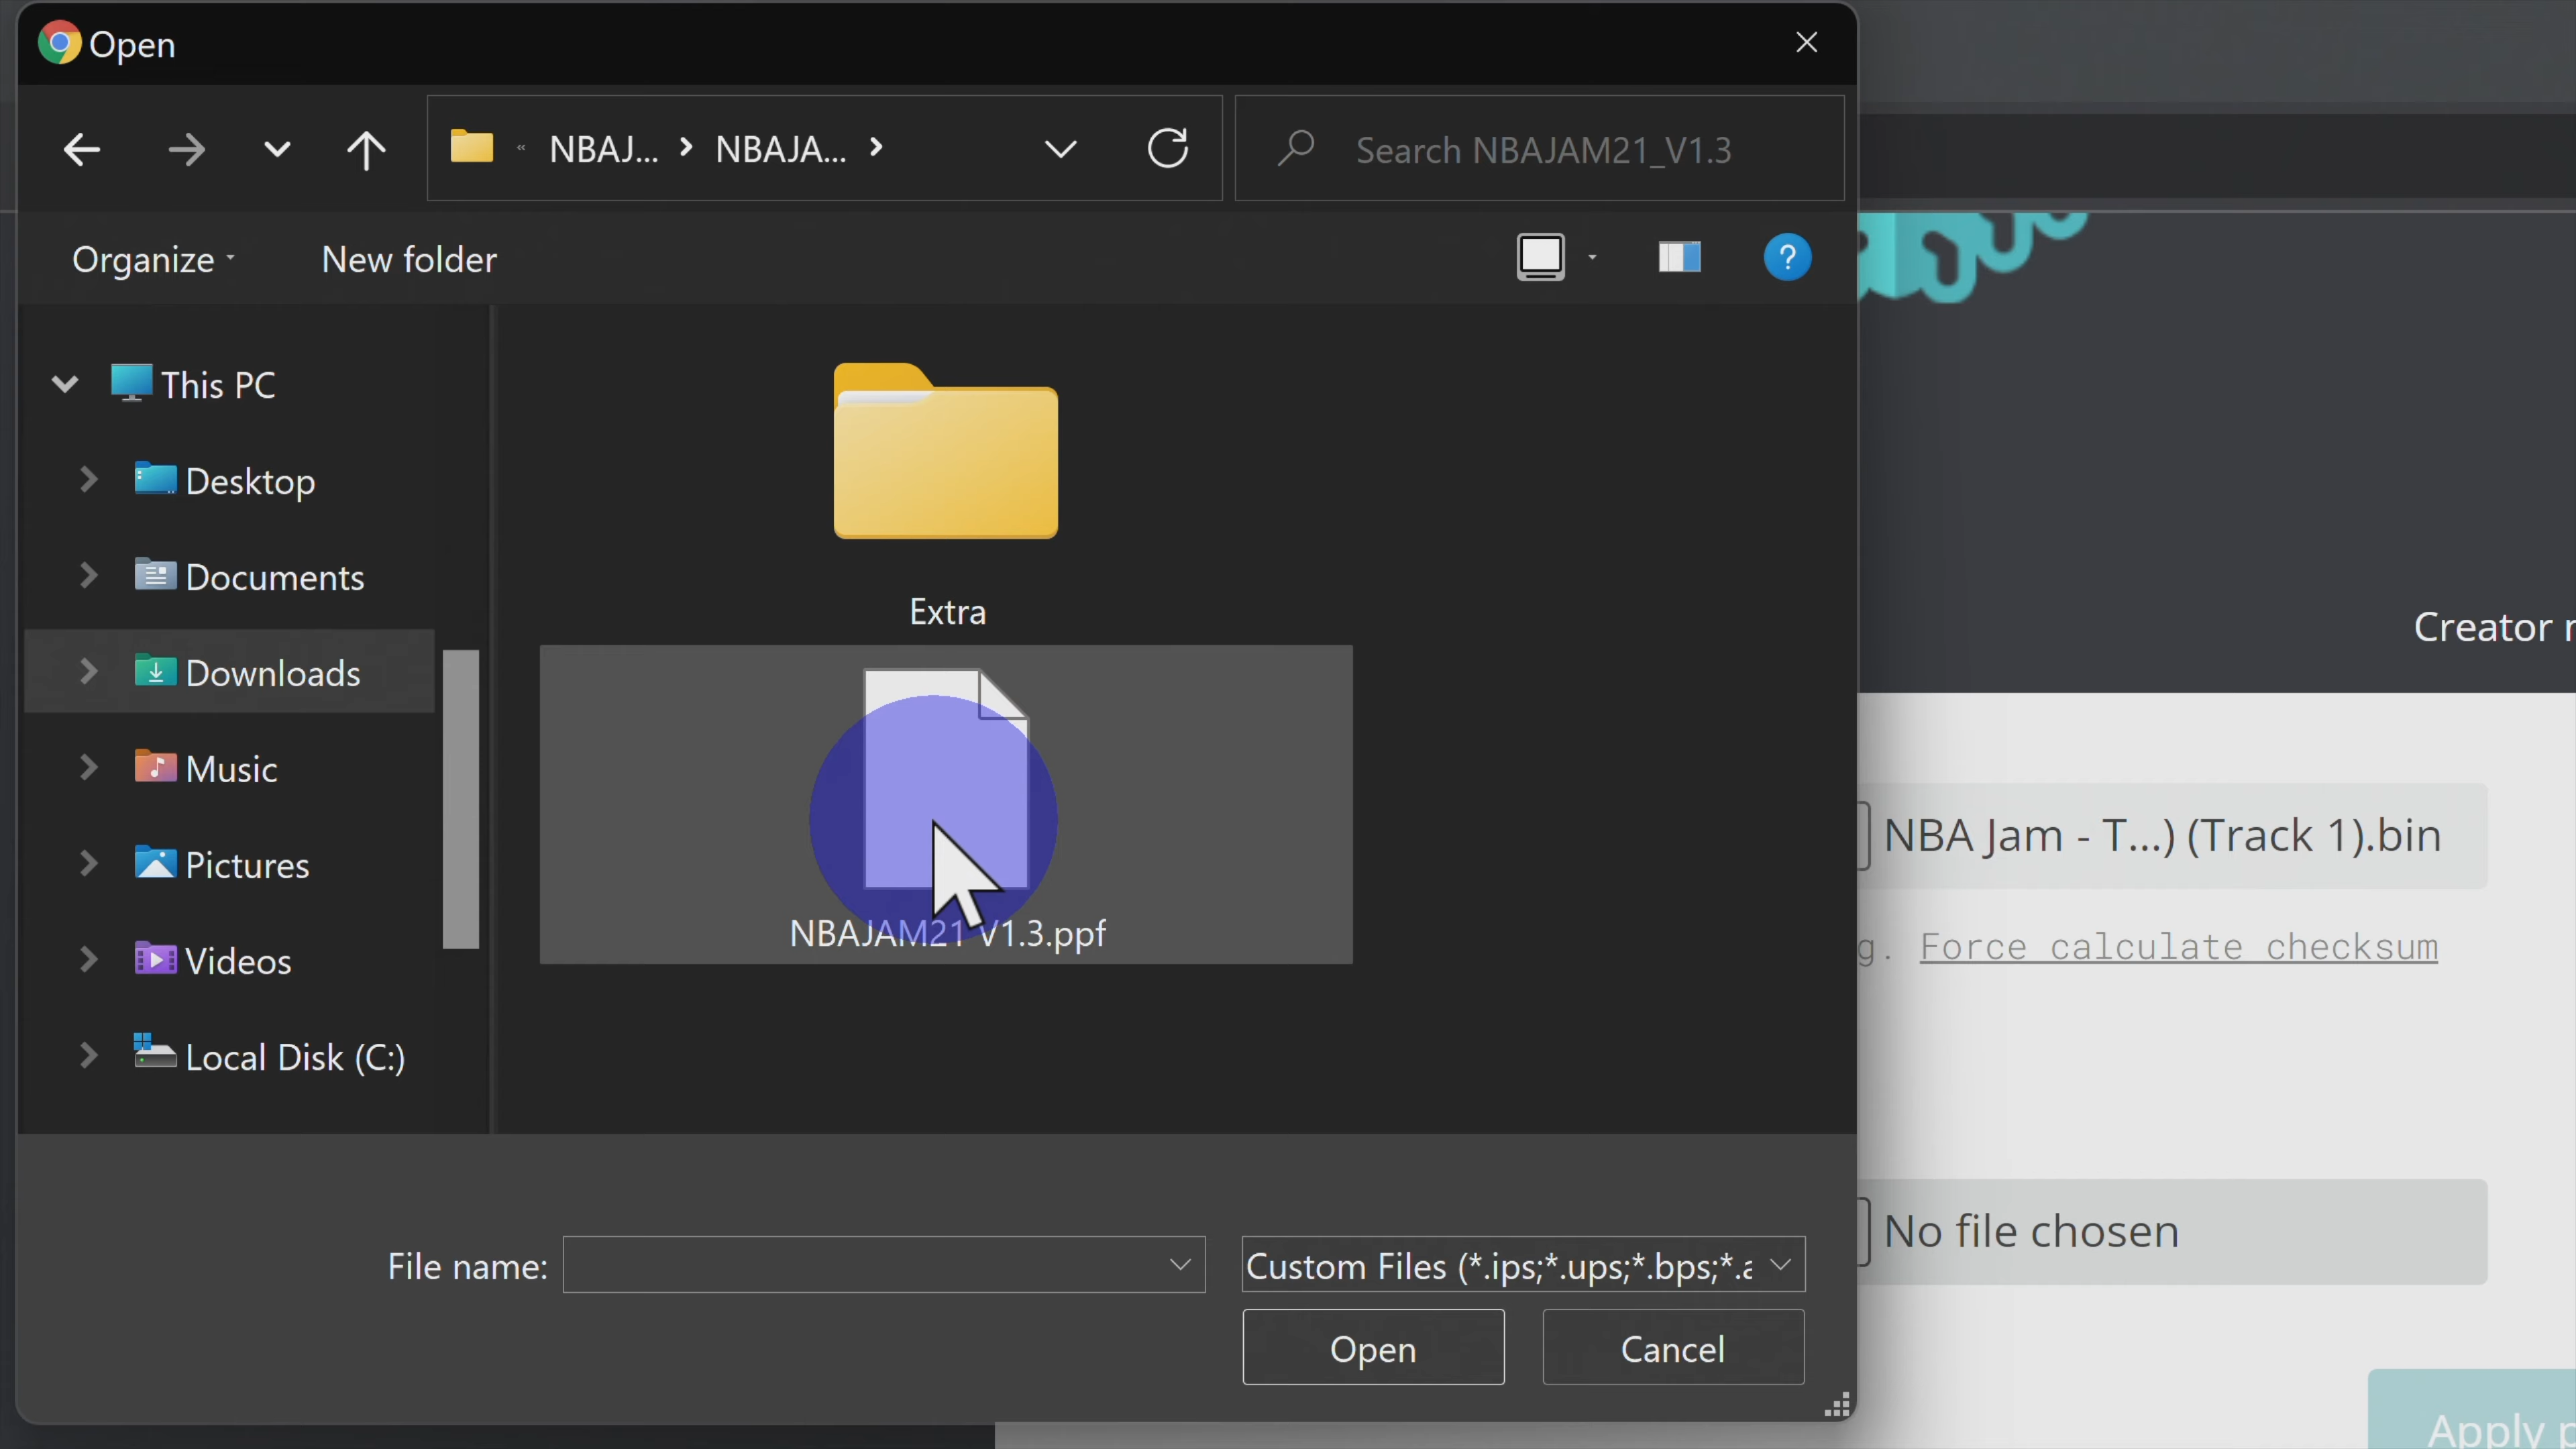 Open
« NBAJ... > NBAJA... >
Search NBAJAM21_V1.3
Organize
New folder
?
This PC
Desktop
Documents
Downloads
Music
Pictures
Videos
Local Disk (C:)
Extra
NBAJAM21 V1.3.ppf
File name:
Custom Files (*.ips;*.ups;*.bps;*.a
Open
Cancel
Creator
NBA Jam - T...) (Track 1).bin
g. Force calculate checksum
No file chosen
Apply